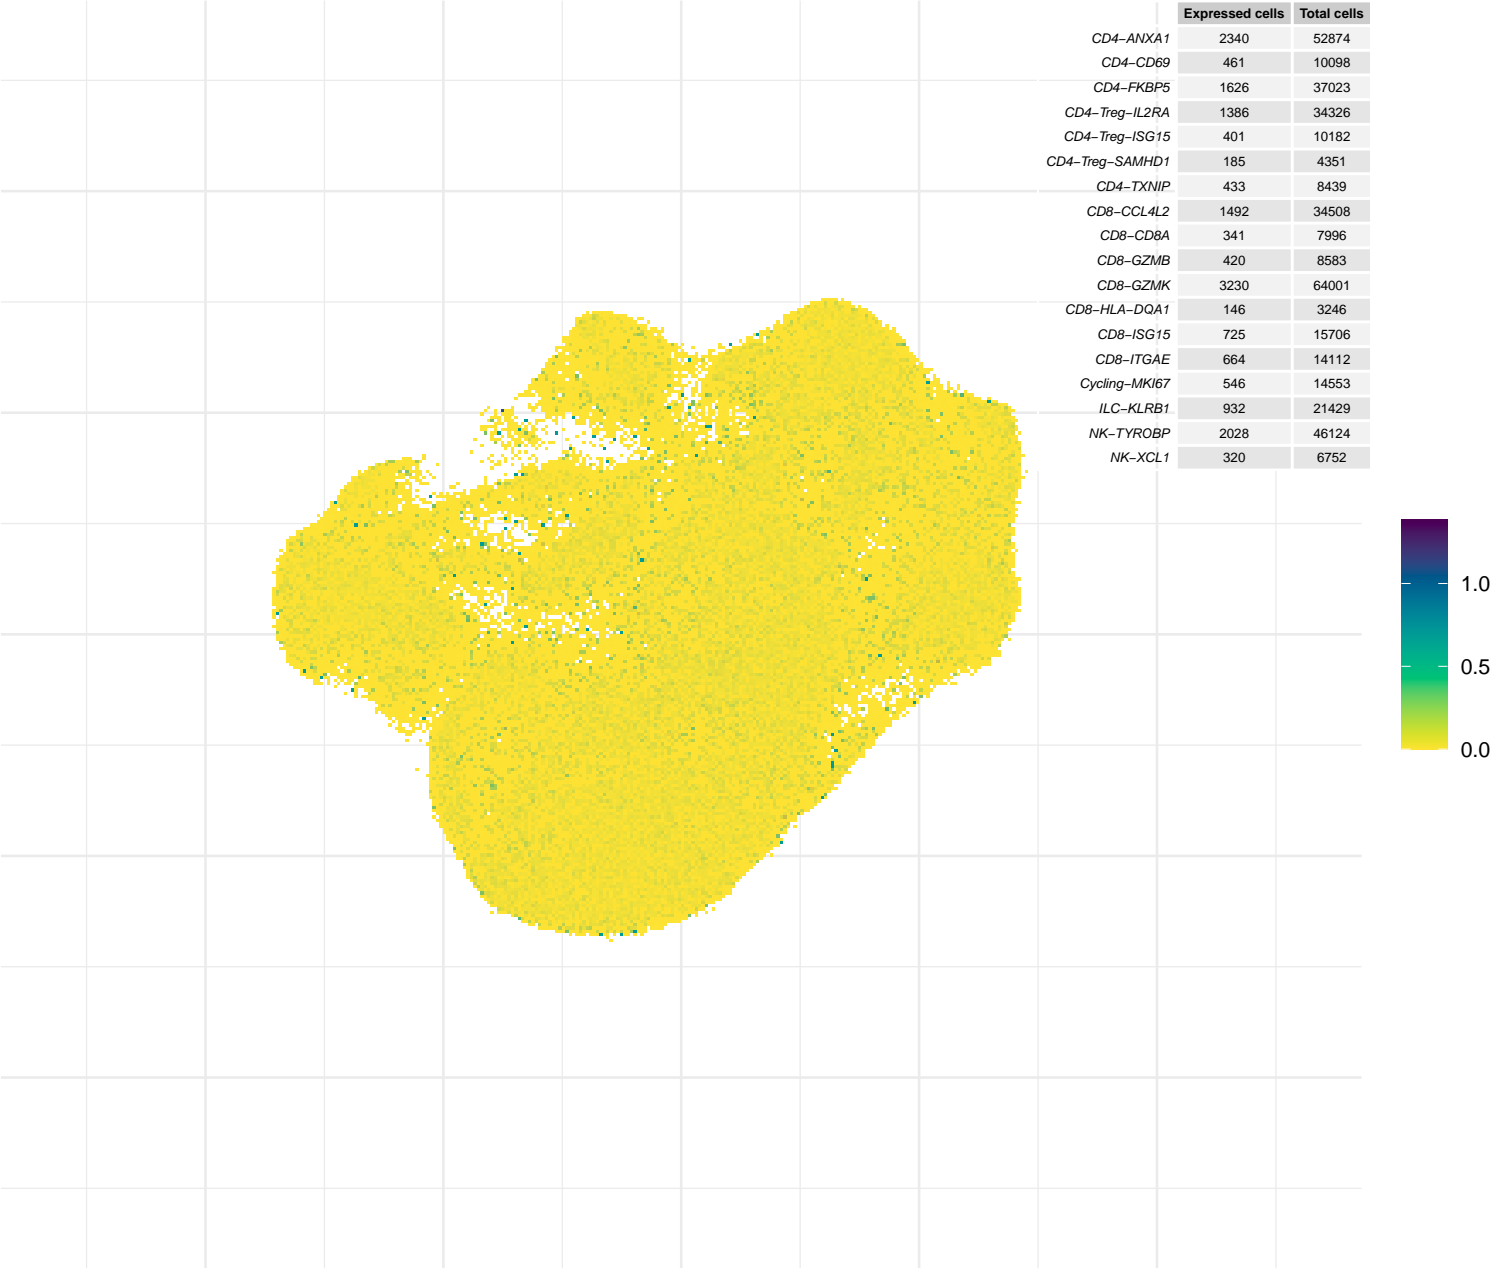 Expressed cells Total cells
CD4−ANXA1 2340 52874
CD4−CD69 461 10098
CD4−FKBP5 1626 37023
CD4−Treg−IL2RA 1386 34326
CD4−Treg−ISG15 401 10182
CD4−Treg−SAMHD1 185 4351
CD4−TXNIP 433 8439
CD8−CCL4L2 1492 34508
CD8−CD8A 341 7996
CD8−GZMB 420 8583
CD8−GZMK 3230 64001
CD8−HLA−DQA1 146 3246
CD8−ISG15 725 15706
CD8−ITGAE 664 14112
Cycling−MKI67 546 14553
ILC−KLRB1 932 21429
NK−TYROBP 2028 46124
NK−XCL1 320 6752
1.0
0.5
0.0